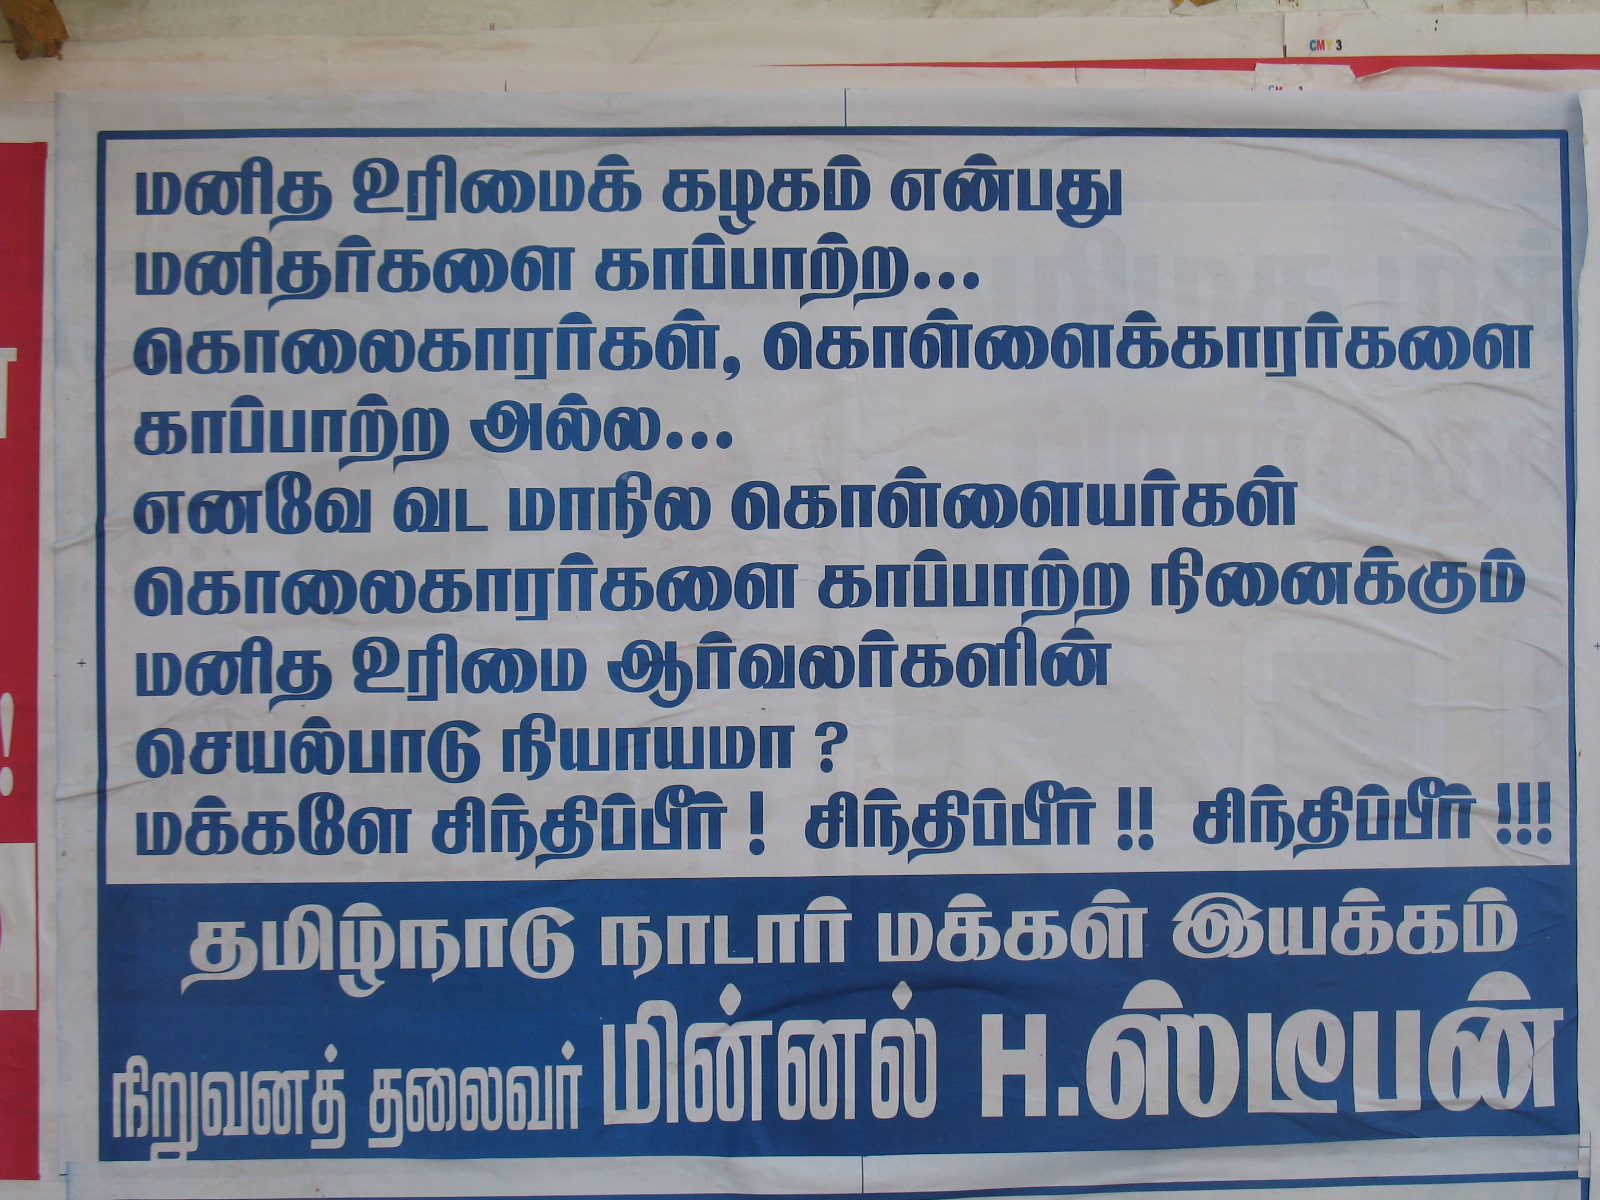 CMY 3
மனித உரிமைக் கழகம் என்பது
மனிதர்களை காப்பாற்ற...
கொலைகாரர்கள், கொள்ளைக்காரர்களை
காப்பாற்ற அல்ல...
எனவே வட மாநில கொள்ளையர்கள்
கொலைகாரர்களை காப்பாற்ற நினைக்கும்
மனித உரிமை ஆர்வலர்களின்
செயல்பாடு நியாயமா ?
மக்களே சிந்திப்பீர் ! சிந்திப்பீர் !! சிந்திப்பீர் !!!
தமிழ்நாடு நாடார் மக்கள் இயக்கம்
நிறுவனத் தலைவர் மின்னல் H.ஸ்டீபன்